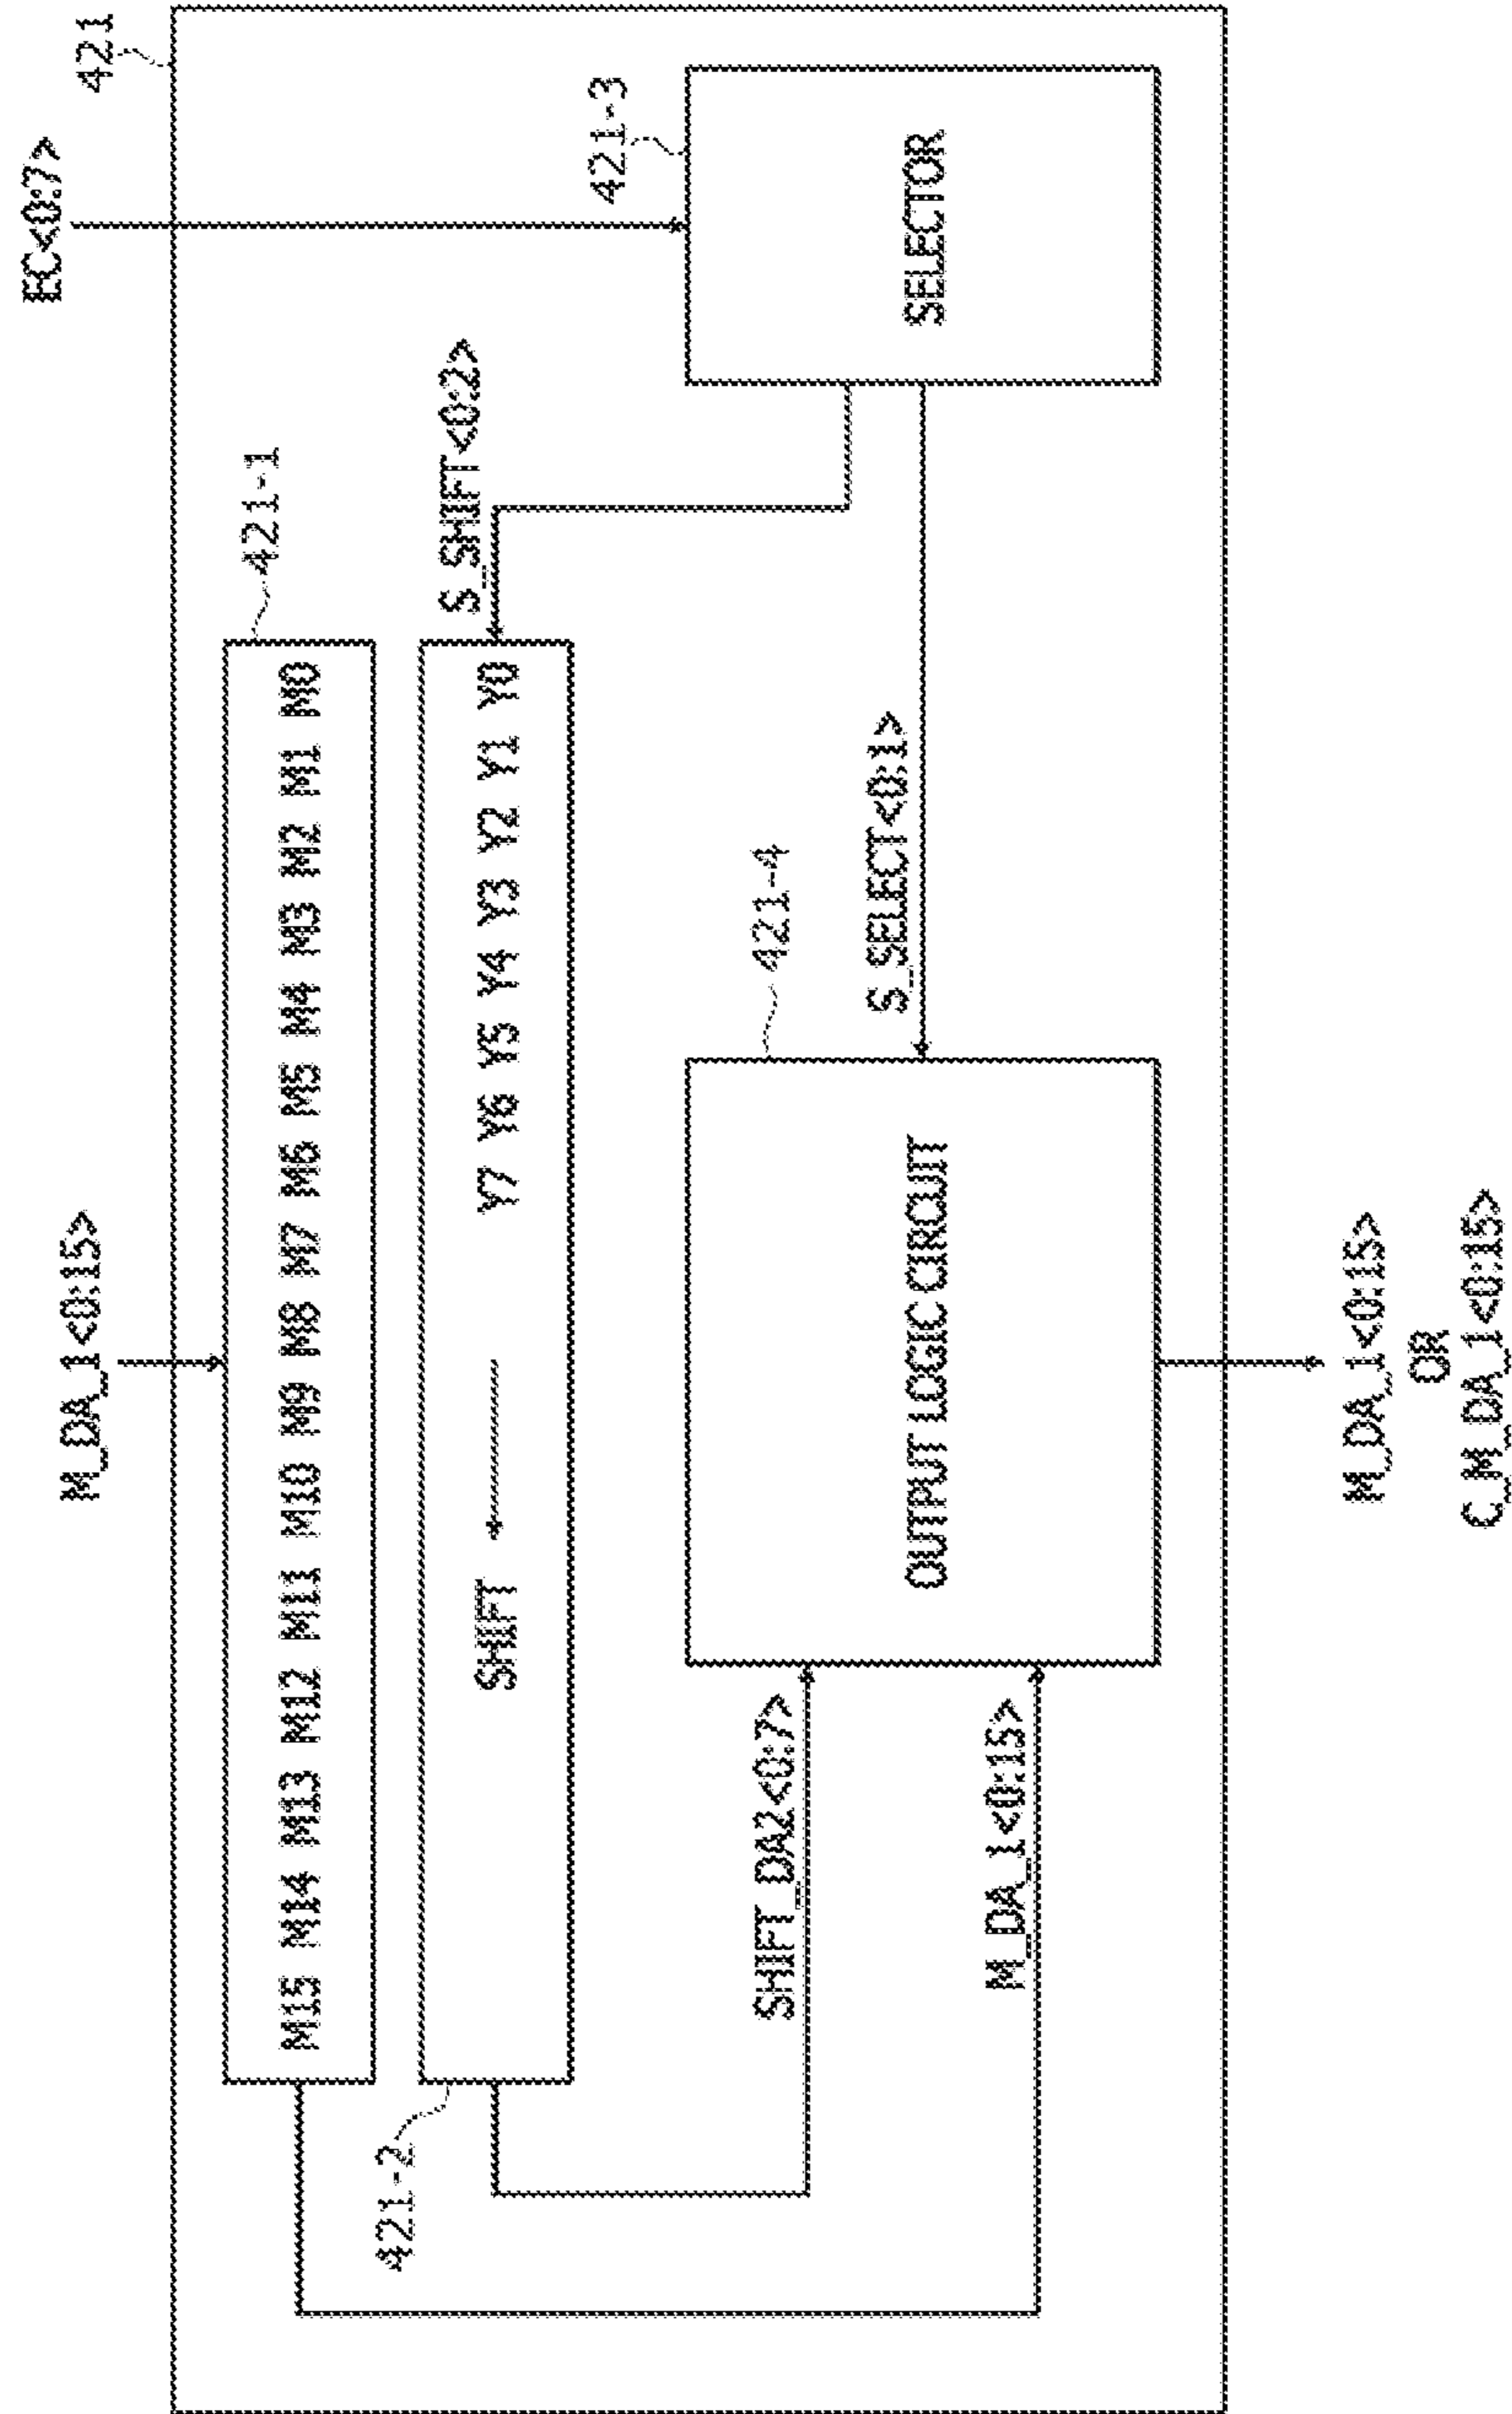 421
M_DA_1<0:15>
EC<0:7>
421-1
M15 M14 M13 M12 M11 M10 M9 M8 M7 M6 M5 M4 M3 M2 M1 M0
421-2
SHIFT
Y7 Y6 Y5 Y4 Y3 Y2 Y1 Y0
S_SHIFT<0:2>
421-3
SHIFT_DA2<0:7>
421-4
S_SELECT<0:1>
OUTPUT LOGIC CIRCUIT
SELECTOR
M_DA_1<0:15>
M_DA_1<0:15>
OR
C_M_DA_1<0:15>